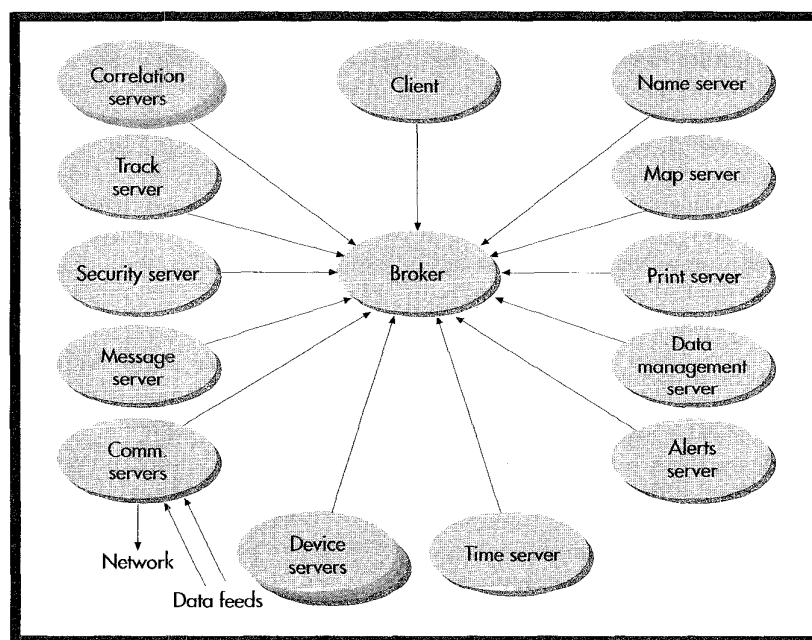 Correlation
servers
Client
Name server
Track
server
Map server
Security server
Broker
Print server
Message
server
Data
management
server
Comm.
servers
Alerts
server
Device
servers
Time server
Network
Data feeds